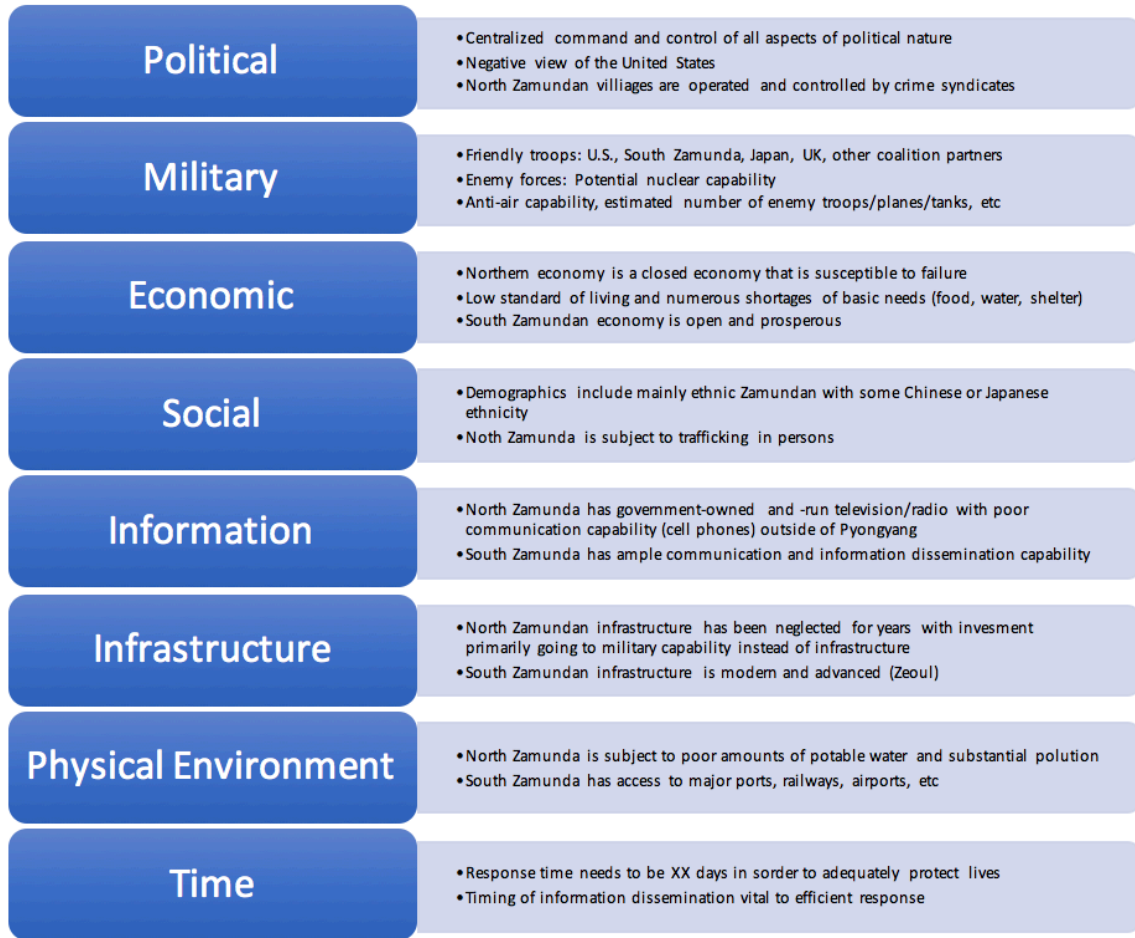 Political
•Centralized command and control of all aspects of political nature
•Negative view of the United States
•North Zamundan villiages are operated and controlled by crime syndicates
Military
•Friendly troops: U.S., South Zamunda, Japan, UK, other coalition partners
•Enemy forces: Potential nuclear capability
•Anti-air capability, estimated number of enemy troops/planes/tanks, etc
Economic
•Northern economy is a closed economy that is susceptible to failure
•Low standard of living and numerous shortages of basic needs (food, water, shelter)
•South Zamundan economy is open and prosperous
Social
•Demographics include mainly ethnic Zamundan with some Chinese or Japanese
ethnicity
•Noth Zamunda is subject to trafficking in persons
Information
•North Zamunda has government-owned and -run television/radio with poor
communication capability (cell phones) outside of Pyongyang
•South Zamunda has ample communication and information dissemination capability
Infrastructure
•North Zamundan infrastructure has been neglected for years with invesment
primarily going to military capability instead of infrastructure
•South Zamundan infrastructure is modern and advanced (Zeoul)
Physical Environment
•North Zamunda is subject to poor amounts of potable water and substantial polution
•South Zamunda has access to major ports, railways, airports, etc
Time
•Response time needs to be XX days in sorder to adequately protect lives
•Timing of information dissemination vital to efficient response